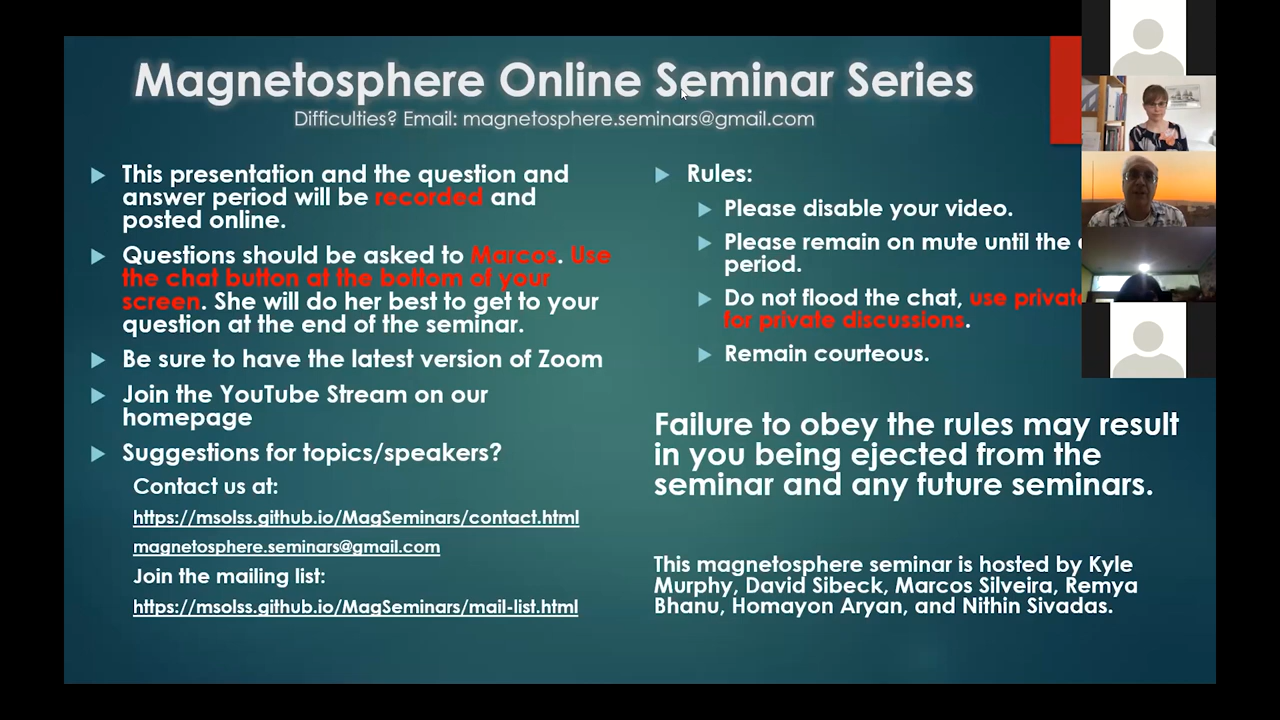 Magnetosphere Online Seminar Series
Difficulties? Email: magnetosphere.seminars@gmail.com
This presentation and the question and
answer period will be recorded and
posted online.
Questions should be asked to Marcos. Use
the chat button at the bottom of your
screen. She will do her best to get to your
question at the end of the seminar.
Be sure to have the latest version of Zoom
Join the YouTube Stream on our
homepage
Suggestions for topics/speakers?
Contact us at:
https://msolss.github.io/MagSeminars/contact.html
magnetosphere.seminars@gmail.com
Join the mailing list:
https://msolss.github.io/MagSeminars/mail-list.html
Rules:
Please disable your video.
Please remain on mute until the
period.
Do not flood the chat, use private
for private discussions.
Remain courteous.
Failure to obey the rules may result
in you being ejected from the
seminar and any future seminars.
This magnetosphere seminar is hosted by Kyle
Murphy, David Sibeck, Marcos Silveira, Remya
Bhanu, Homayon Aryan, and Nithin Sivadas.